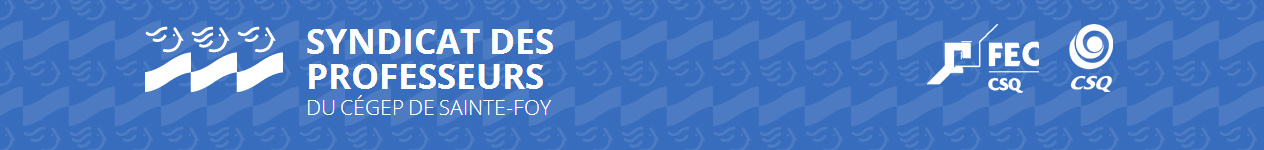 SYNDICAT DES
PROFESSEURS
DU CÉGEP DE SAINTE-FOY
FEC
CSQ
CSQ